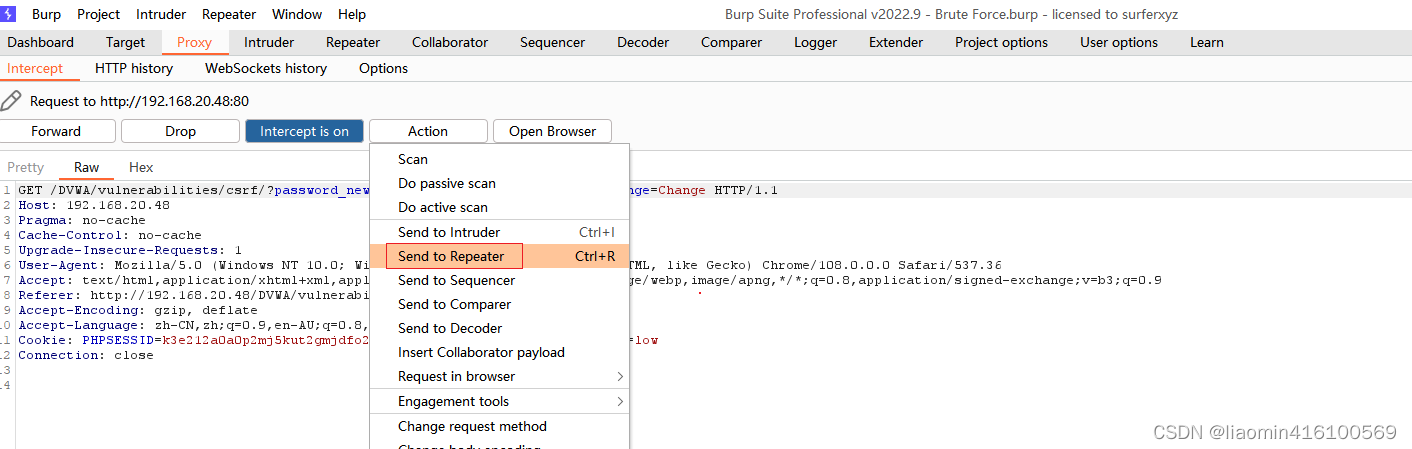 Burp Project Intruder Repeater Window Help Burp Suite Professional v2022.9 - Brute Force.burp - licensed to surferxyz
Dashboard Target Proxy Intruder Repeater Collaborator Sequencer Decoder Comparer Logger Extender Project options User options Learn
Intercept HTTP history WebSockets history Options
Request to http://192.168.20.48:80
Forward Drop Intercept is on Action Open Browser
Pretty Raw Hex
Scan
Do passive scan
Do active scan
Send to Intruder Ctrl+I
Send to Repeater Ctrl+R
Send to Sequencer
Send to Comparer
Send to Decoder
Insert Collaborator payload
Request in browser
Engagement tools
Change request method
Change body encoding
1 GET /DVWA/vulnerabilities/csrf/?password_new nge=Change HTTP/1.1
2 Host: 192.168.20.48
3 Pragma: no-cache
4 Cache-Control: no-cache
5 Upgrade-Insecure-Requests: 1
6 User-Agent: Mozilla/5.0 (Windows NT 10.0; Wi TML, like Gecko) Chrome/108.0.0.0 Safari/537.36
7 Accept: text/html,application/xhtml+xml,appl ge/webp,image/apng,*/*;q=0.8,application/signed-exchange;v=b3;q=0.9
8 Referer: http://192.168.20.48/DVWA/vulnerabi
9 Accept-Encoding: gzip, deflate
10 Accept-Language: zh-CN,zh;q=0.9,en-AU;q=0.8,
11 Cookie: PHPSESSID=k3e212a0a0p2mj5kut2gmjdfo2 =low
12 Connection: close
13
14
CSDN @liaomin416100569